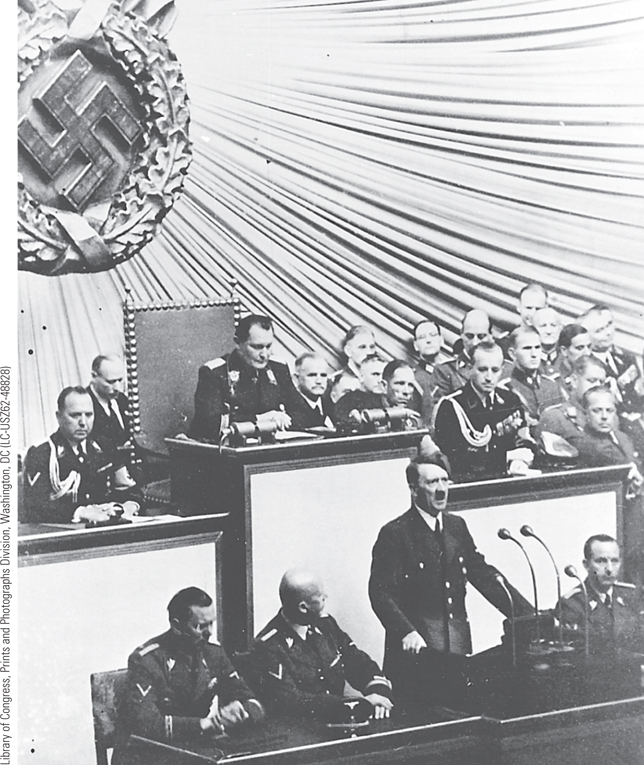 Library of Congress, Prints and Photographs Division, Washington, DC (LC-USZ62-48828)